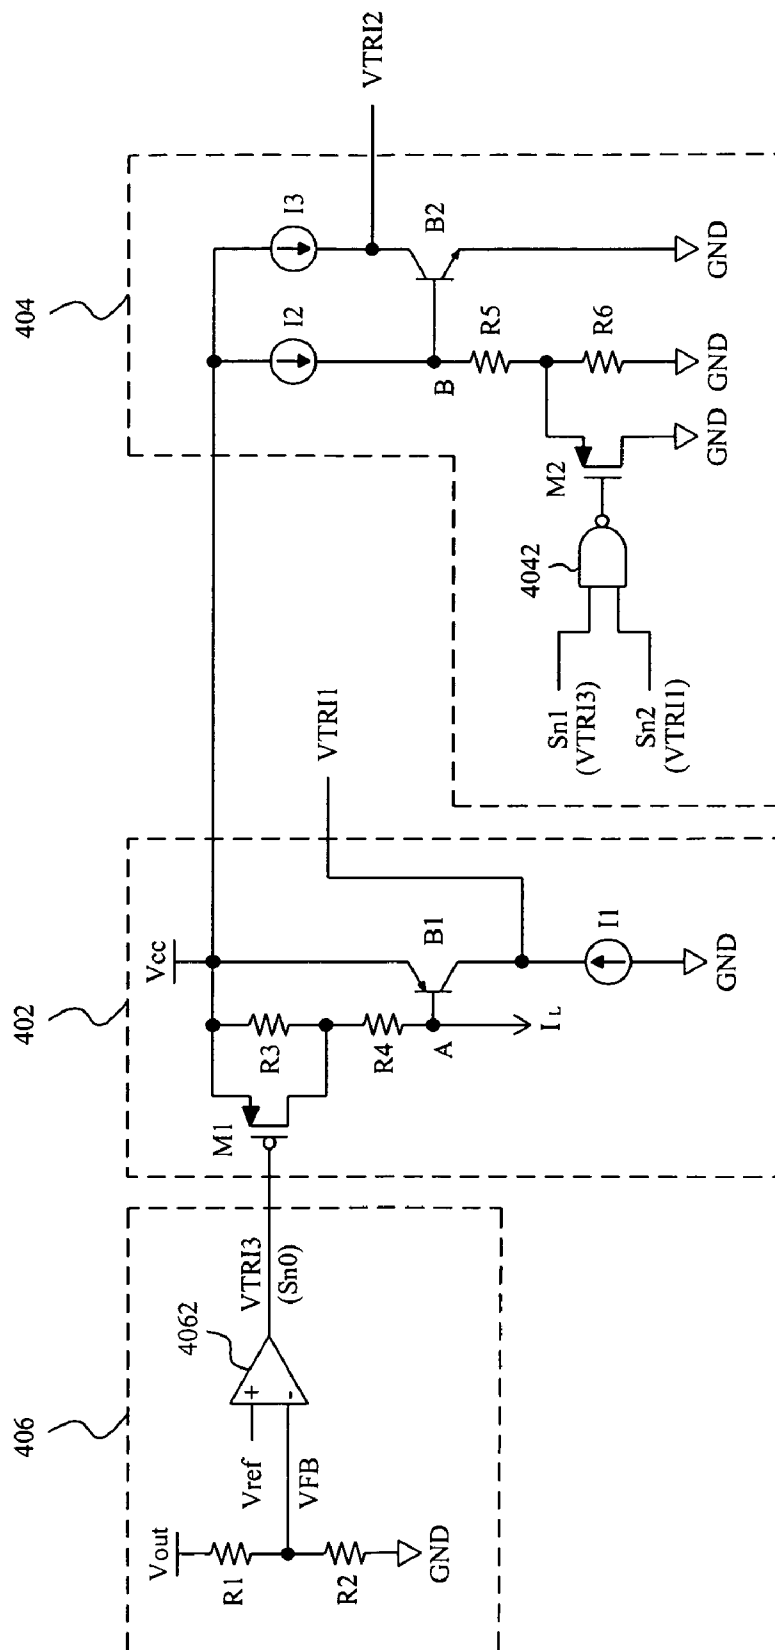 406
Vout
R1
R2
GND
Vref
VFB
+
-
4062
VTRI3
(Sn0)
402
Vcc
M1
R3
R4
A
I L
B1
I1
GND
VTRI1
404
I2
I3
B
B2
R5
R6
M2
4042
Sn1
(VTRI3)
Sn2
(VTRI1)
GND
GND
GND
VTRI2